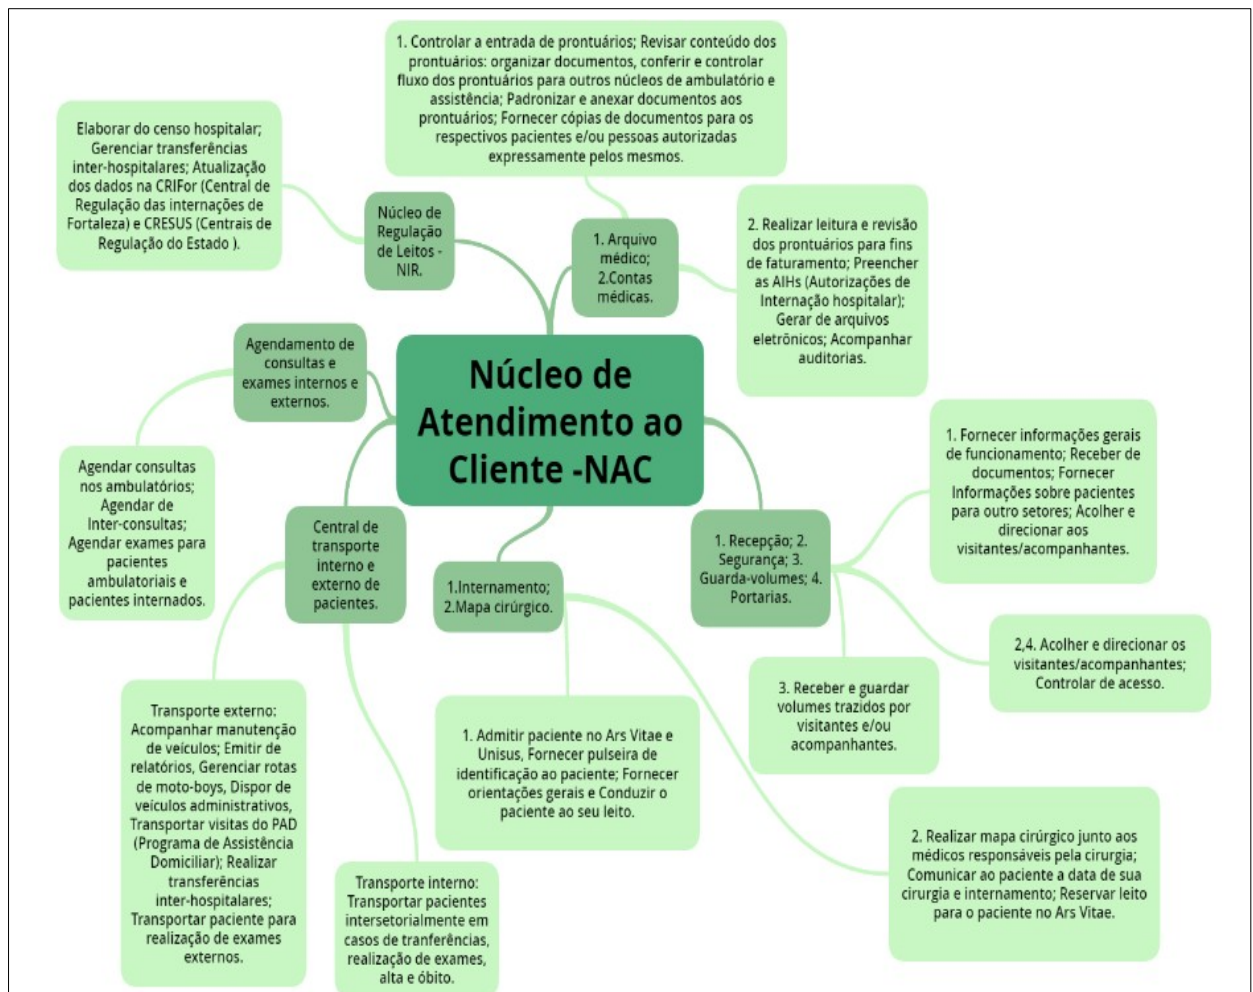 1. Controlar a entrada de prontuários; Revisar conteúdo dos
prontuários: organizar documentos, conferir e controlar
fluxo dos prontuários para outros núcleos de ambulatório e
assistência; Padronizar e anexar documentos aos
prontuários; Fornecer cópias de documentos para os
respectivos pacientes e/ou pessoas autorizadas
expressamente pelos mesmos.
Elaborar do censo hospitalar;
Gerenciar transferências
inter-hospitalares; Atualização
dos dados na CRIFor (Central de
Regulação das internações de
Fortaleza) e CRESUS (Centrais de
Regulação do Estado ).
Núcleo de
Regulação
de Leitos -
NIR.
1. Arquivo
médico;
2.Contas
médicas.
2. Realizar leitura e revisão
dos prontuários para fins
de faturamento; Preencher
as AIHs (Autorizações de
Internação hospitalar);
Gerar de arquivos
eletrônicos; Acompanhar
auditorias.
Agendamento de
consultas e
exames internos e
externos.
Núcleo de
Atendimento ao
Cliente -NAC
Agendar consultas
nos ambulatórios;
Agendar de
Inter-consultas;
Agendar exames para
pacientes
ambulatoriais e
pacientes internados.
Central de
transporte
interno e
externo de
pacientes.
1.Internamento;
2.Mapa cirúrgico.
1. Recepção; 2.
Segurança; 3.
Guarda-volumes; 4.
Portarias.
1. Fornecer informações gerais
de funcionamento; Receber de
documentos; Fornecer
Informações sobre pacientes
para outro setores; Acolher e
direcionar aos
visitantes/acompanhantes.
2,4. Acolher e direcionar os
visitantes/acompanhantes;
Controlar de acesso.
3. Receber e guardar
volumes trazidos por
visitantes e/ou
acompanhantes.
Transporte externo:
Acompanhar manutenção
de veículos; Emitir de
relatórios, Gerenciar rotas
de moto-boys, Dispor de
veículos administrativos,
Transportar visitas do PAD
(Programa de Assistência
Domiciliar); Realizar
transferências
inter-hospitalares;
Transportar paciente para
realização de exames
externos.
Transporte interno:
Transportar pacientes
intersetorialmente em
casos de tranferências,
realização de exames,
alta e óbito.
1. Admitir paciente no Ars Vitae e
Unisus, Fornecer pulseira de
identificação ao paciente; Fornecer
orientações gerais e Conduzir o
paciente ao seu leito.
2. Realizar mapa cirúrgico junto aos
médicos responsáveis pela cirurgia;
Comunicar ao paciente a data de sua
cirurgia e internamento; Reservar leito
para o paciente no Ars Vitae.